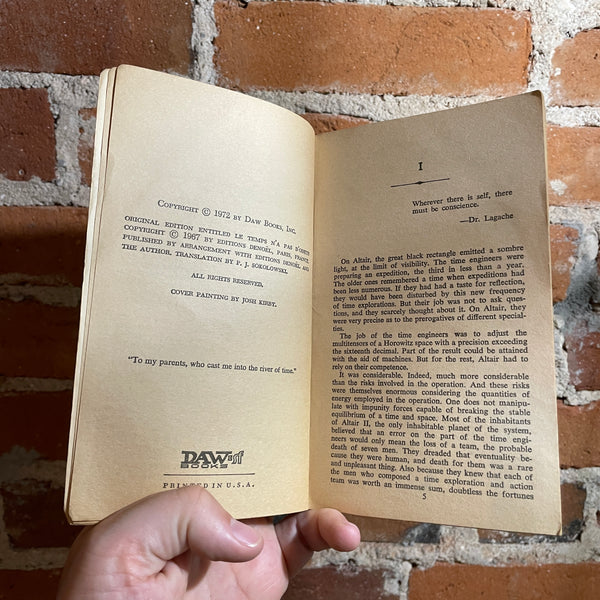 COPYRIGHT © 1972 BY DAW BOOKS, INC.
ORIGINAL EDITION ENTITLED LE TEMPS N'A PAS D'ODEUR
COPYRIGHT © 1967 BY EDITIONS DENOËL, PARIS, FRANCE.
PUBLISHED BY ARRANGEMENT WITH EDITIONS DENOËL AND
THE AUTHOR. TRANSLATION BY P. J. SOKOLOWSKI.
ALL RIGHTS RESERVED.
COVER PAINTING BY JOSH KIRBY.
"To my parents, who cast me into the river of time."
DAW sf
BOOKS
PRINTED IN U.S.A.
I
Wherever there is self, there
must be conscience.
—Dr. Lagache
On Altair, the great black rectangle emitted a sombre
light, at the limit of visibility. The time engineers were
preparing an expedition, the third in less than a year.
The older ones remembered a time when expeditions had
been less numerous. If they had had a taste for reflection,
they would have been disturbed by this new frequency
of time explorations. But their job was not to ask ques-
tions, and they scarcely thought about it. On Altair, they
were very precise as to the prerogatives of different special-
ties.
The job of the time engineers was to adjust the
multitensors of a Horowitz space with a precision exceeding
the sixteenth decimal. Part of the result could be attained
with the aid of machines. But for the rest, Altair had to
rely on their competence.
It was considerable. Indeed, much more considerable
than the risks involved in the operation. And these risks
were themselves enormous considering the quantities of
energy employed in the operation. One does not manipu-
late with impunity forces capable of breaking the stable
equilibrium of a time and space. Most of the inhabitants
of Altair II, the only inhabitable planet of the system,
believed that an error on the part of the time engi-
neers would only mean the loss of a team, the probable
death of seven men. They dreaded that eventuality be-
cause they were human, and death for them was a rare
and unpleasant thing. Also because they knew that each of
the men who composed a time exploration and action
team was worth an immense sum, doubtless the fortunes
5